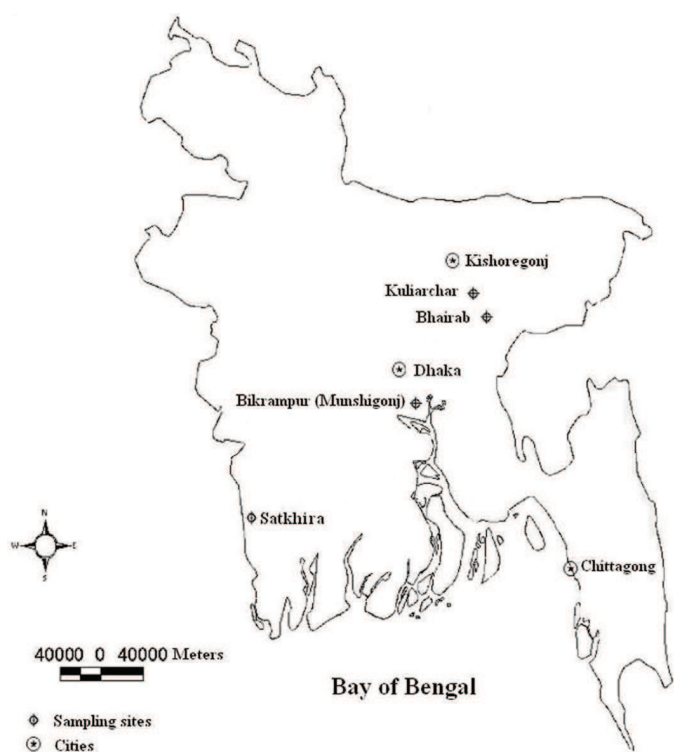 Kishoregonj
Kuliarchar
Bhairab
Dhaka
Bikrampur (Munshigonj)
Satkhira
N
W E
S
Chittagong
40000 0 40000 Meters
Bay of Bengal
Sampling sites
Cities